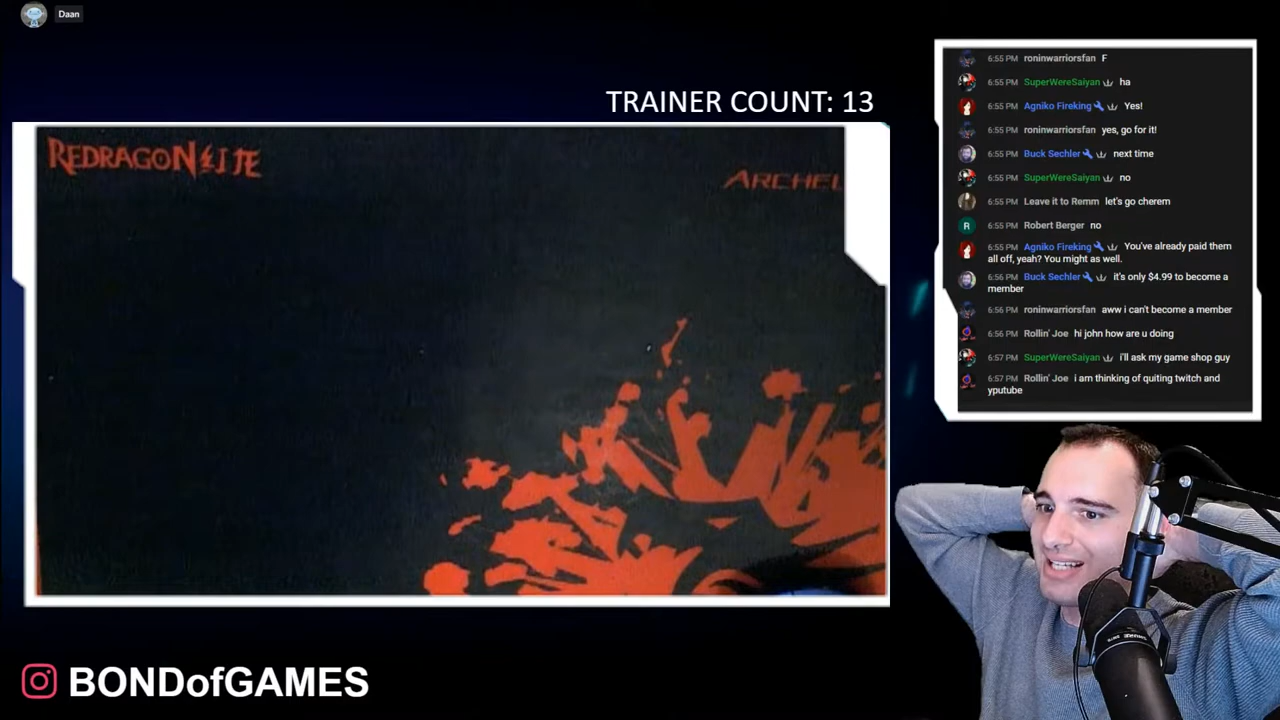 Daan
TRAINER COUNT: 13
REDRAGON
ARCHEL
6:55 PM roninwarriorsfan F
6:55 PM SuperWereSaiyan ha
6:55 PM Agniko Fireking Yes!
6:55 PM roninwarriorsfan yes, go for it!
6:55 PM Buck Sechler next time
6:55 PM SuperWereSaiyan no
6:55 PM Leave it to Remm let's go cherem
R 6:55 PM Robert Berger no
6:55 PM Agniko Fireking You've already paid them
all off, yeah? You might as well.
6:56 PM Buck Sechler it's only $4.99 to become a
member
6:56 PM roninwarriorsfan aww i can't become a member
6:56 PM Rollin' Joe hi john how are u doing
6:57 PM SuperWereSaiyan i'll ask my game shop guy
6:57 PM Rollin' Joe i am thinking of quiting twitch and
yputube
BONDofGAMES